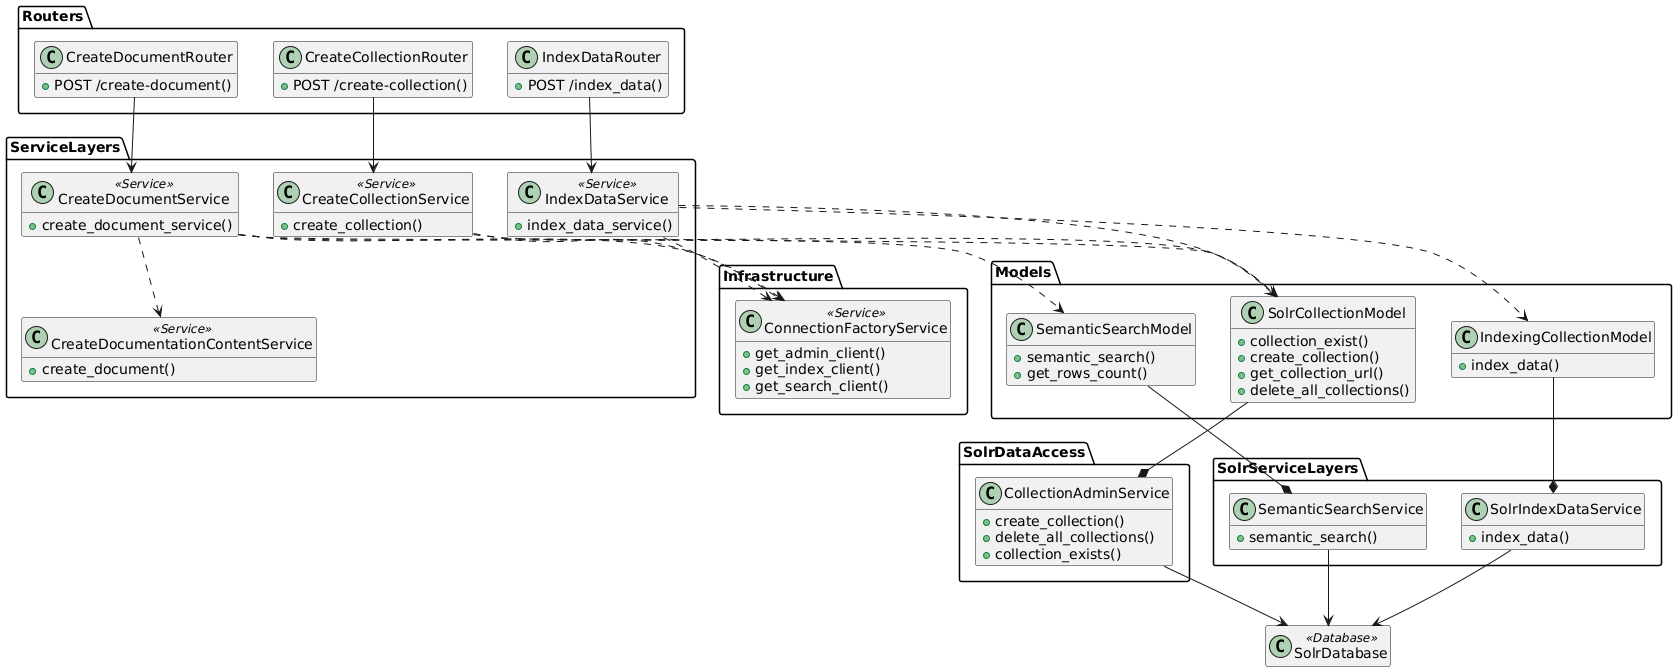 Routers
C CreateDocumentRouter
POST /create-document()
C CreateCollectionRouter
POST /create-collection()
C IndexDataRouter
POST /index_data()
ServiceLayers
«Service»
C CreateDocumentService
create_document_service()
«Service»
C CreateCollectionService
create_collection()
«Service»
C IndexDataService
index_data_service()
«Service»
C CreateDocumentationContentService
create_document()
Infrastructure
«Service»
C ConnectionFactoryService
get_admin_client()
get_index_client()
get_search_client()
Models
C SemanticSearchModel
semantic_search()
get_rows_count()
C SolrCollectionModel
collection_exist()
create_collection()
get_collection_url()
delete_all_collections()
C IndexingCollectionModel
index_data()
SolrDataAccess
C CollectionAdminService
create_collection()
delete_all_collections()
collection_exists()
SolrServiceLayers
C SemanticSearchService
semantic_search()
C SolrIndexDataService
index_data()
«Database»
C SolrDatabase